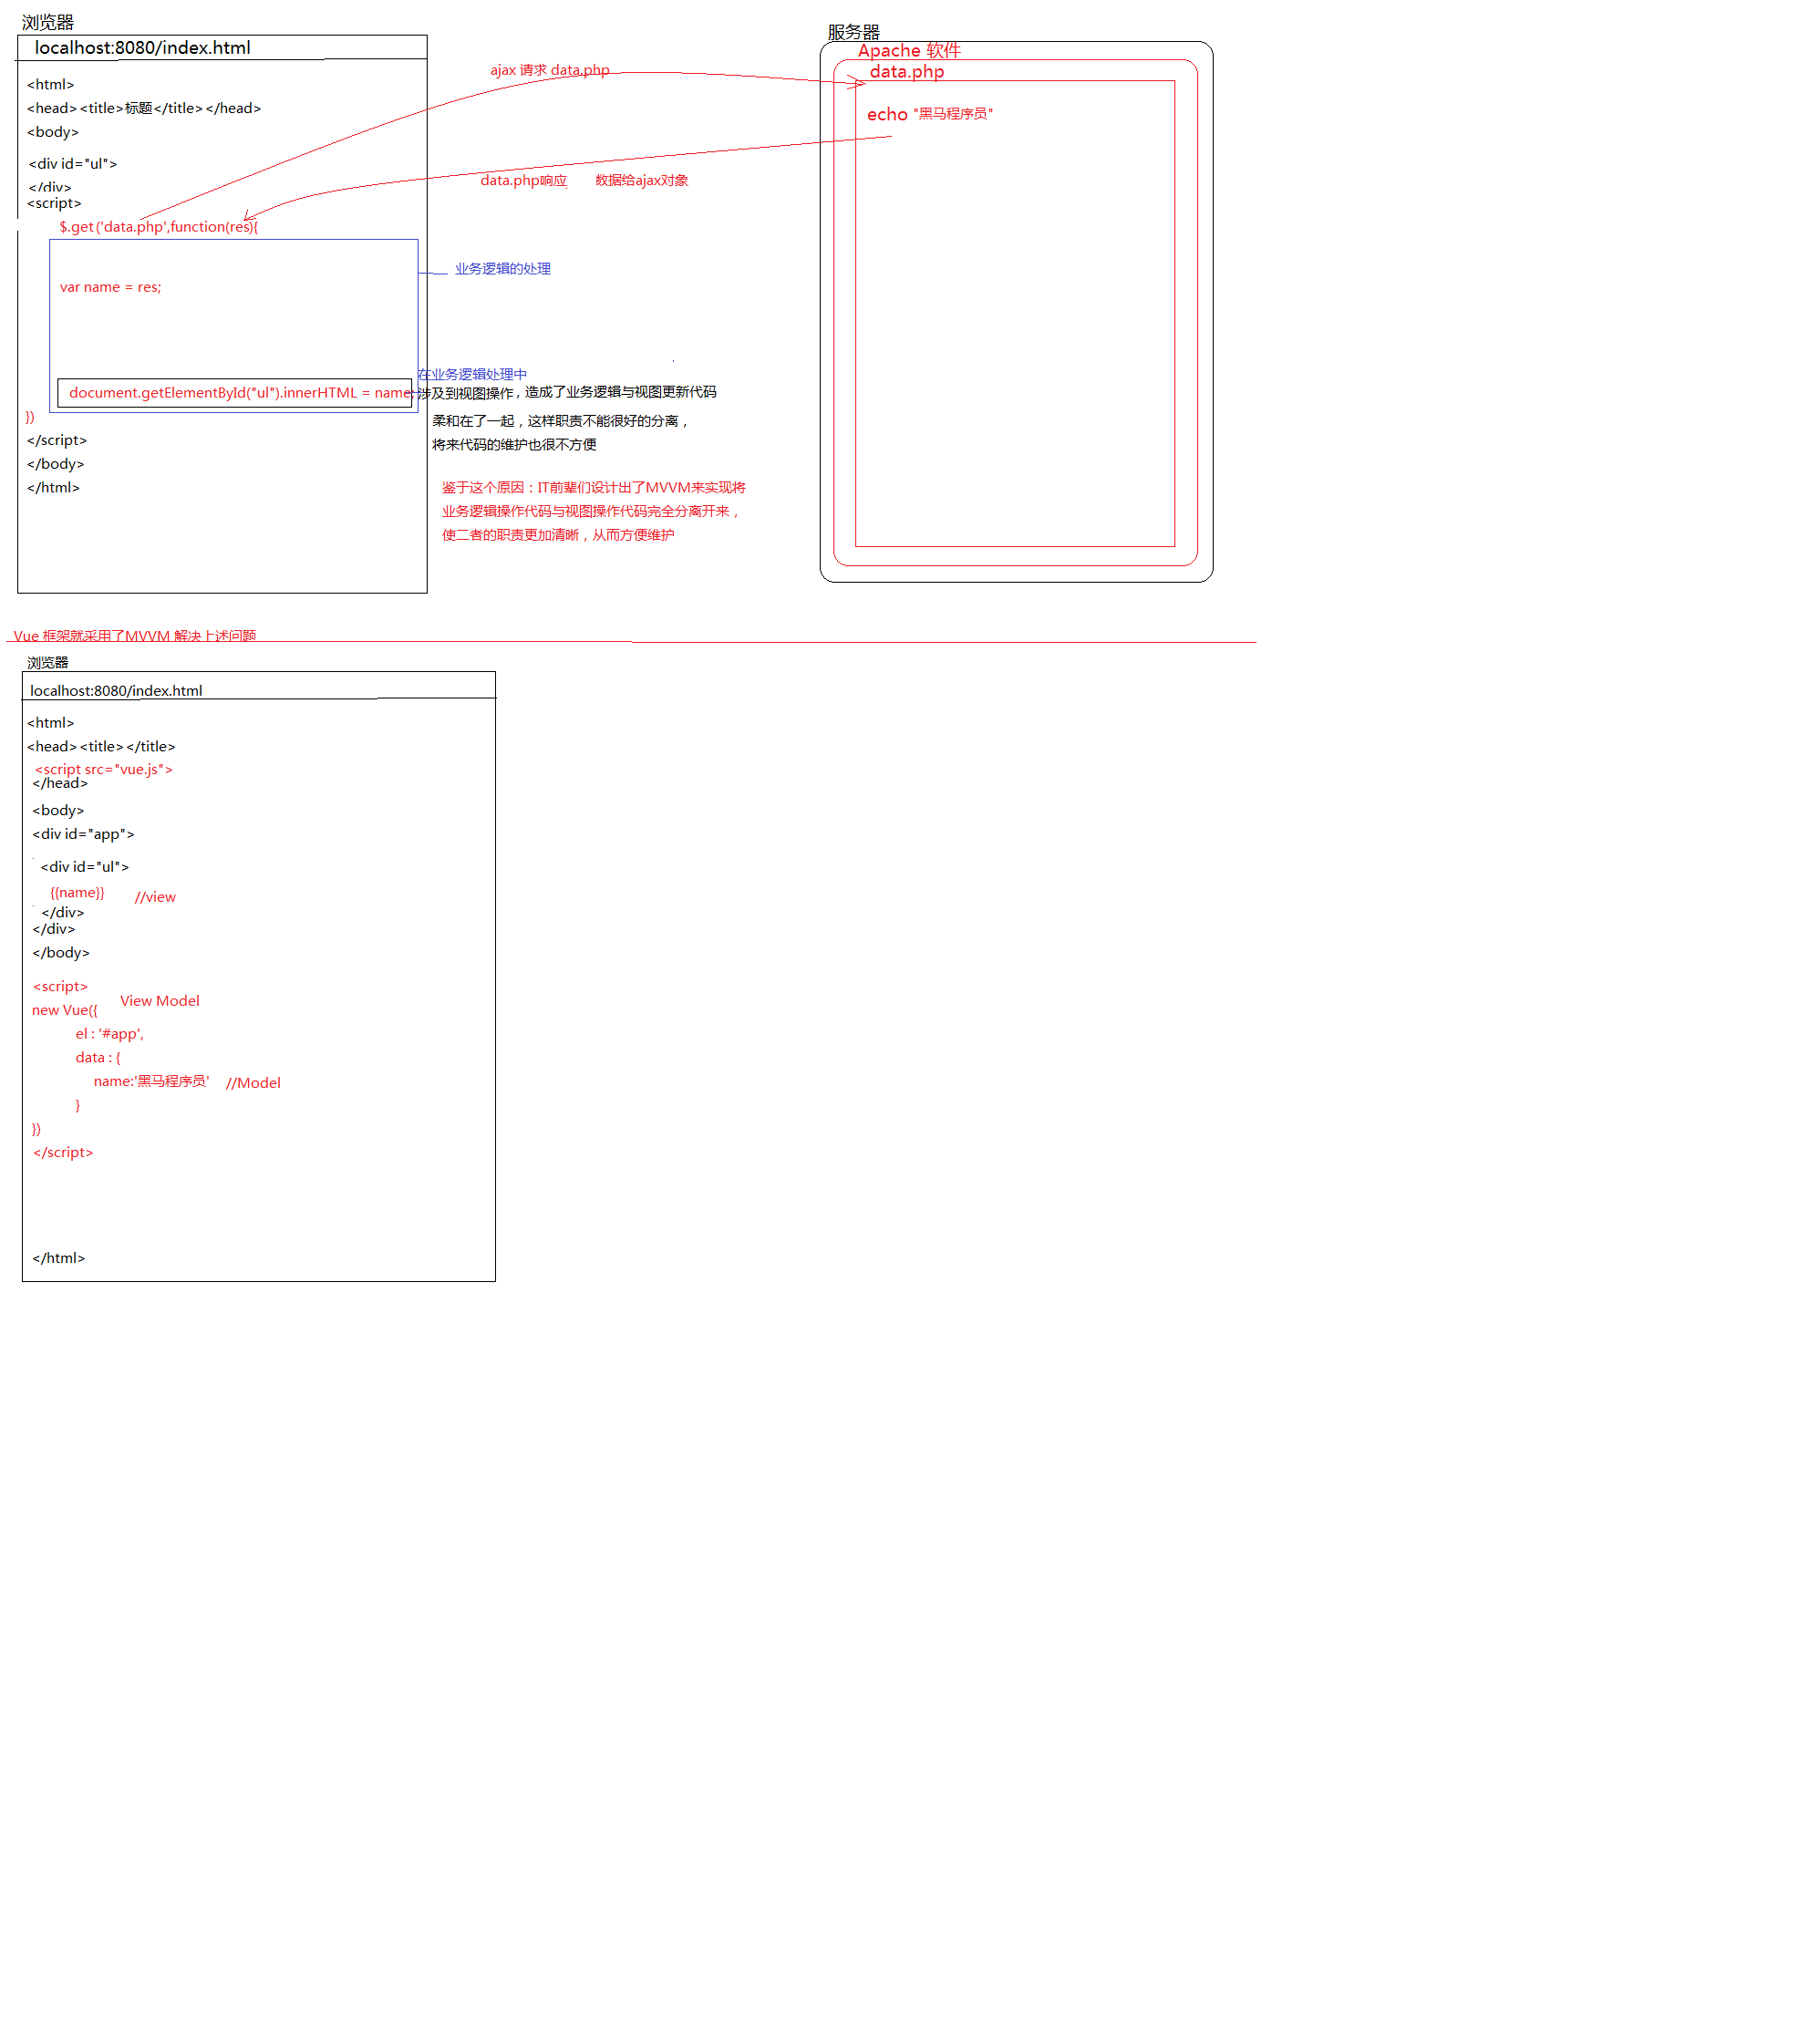 浏览器
localhost:8080/index.html
<html>
<head><title>标题</title></head>
<body>
<div id="ul">
</div>
<script>
$.get('data.php',function(res){
var name = res;
document.getElementById("ul").innerHTML = name;
})
</script>
</body>
</html>
ajax 请求 data.php
data.php响应 数据给ajax对象
业务逻辑的处理
在业务逻辑处理中
涉及到视图操作，造成了业务逻辑与视图更新代码
柔和在了一起，这样职责不能很好的分离，
将来代码的维护也很不方便
鉴于这个原因：IT前辈们设计出了MVVM来实现将
业务逻辑操作代码与视图操作代码完全分离开来，
使二者的职责更加清晰，从而方便维护
服务器
Apache 软件
data.php
echo "黑马程序员"
Vue 框架就采用了MVVM 解决上述问题
浏览器
localhost:8080/index.html
<html>
<head><title></title>
<script src="vue.js">
</head>
<body>
<div id="app">
<div id="ul">
{{name}} //view
</div>
</div>
</body>
<script>
View Model
new Vue({
el : '#app',
data : {
name:'黑马程序员' //Model
}
})
</script>
</html>